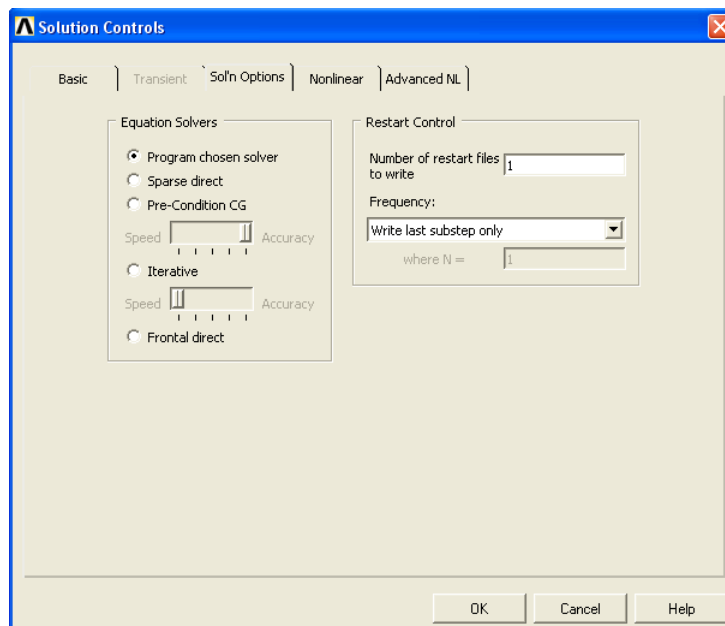 Solution Controls
Basic
Transient
Sol'n Options
Nonlinear
Advanced NL
Equation Solvers
Program chosen solver
Sparse direct
Pre-Condition CG
Speed
Accuracy
Iterative
Speed
Accuracy
Frontal direct
Restart Control
Number of restart files
to write
1
Frequency:
Write last substep only
where N =
1
OK
Cancel
Help